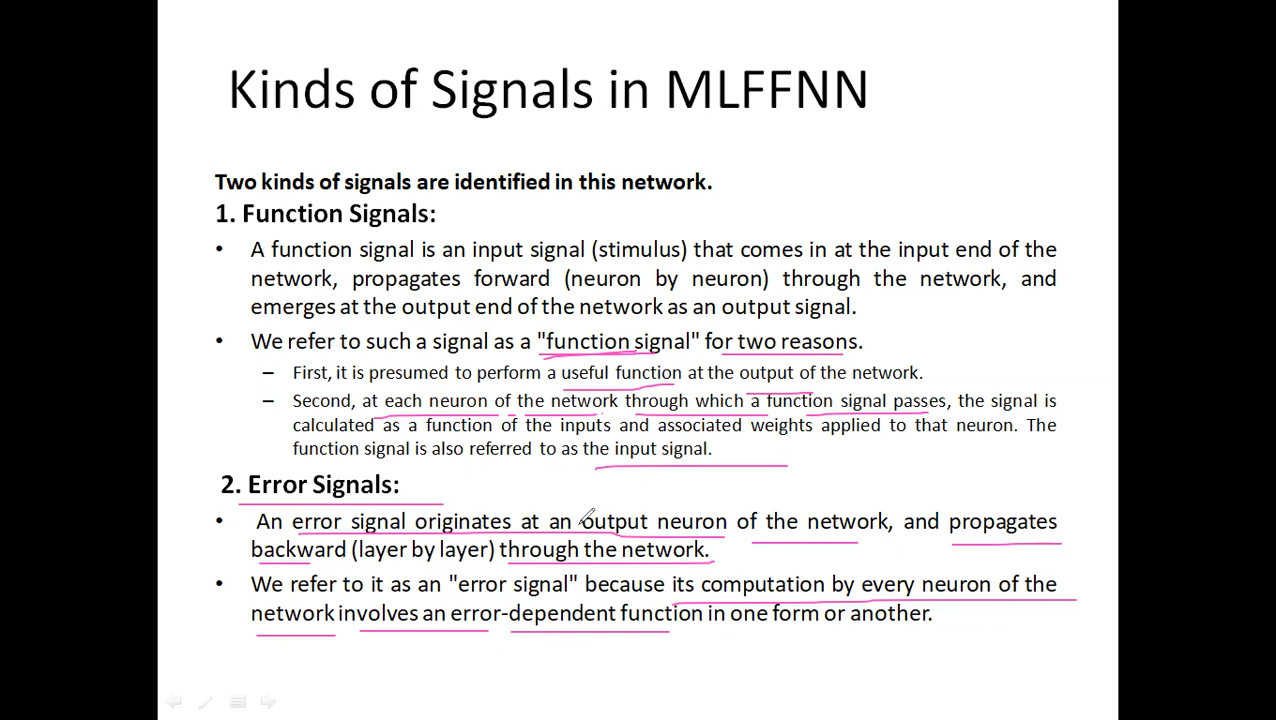 Kinds of Signals in MLFFNN
Two kinds of signals are identified in this network.
1. Function Signals:
• A function signal is an input signal (stimulus) that comes in at the input end of the
network, propagates forward (neuron by neuron) through the network, and
emerges at the output end of the network as an output signal.
• We refer to such a signal as a "function signal" for two reasons.
– First, it is presumed to perform a useful function at the output of the network.
– Second, at each neuron of the network through which a function signal passes, the signal is
calculated as a function of the inputs and associated weights applied to that neuron. The
function signal is also referred to as the input signal.
2. Error Signals:
• An error signal originates at an output neuron of the network, and propagates
backward (layer by layer) through the network.
• We refer to it as an "error signal" because its computation by every neuron of the
network involves an error-dependent function in one form or another.